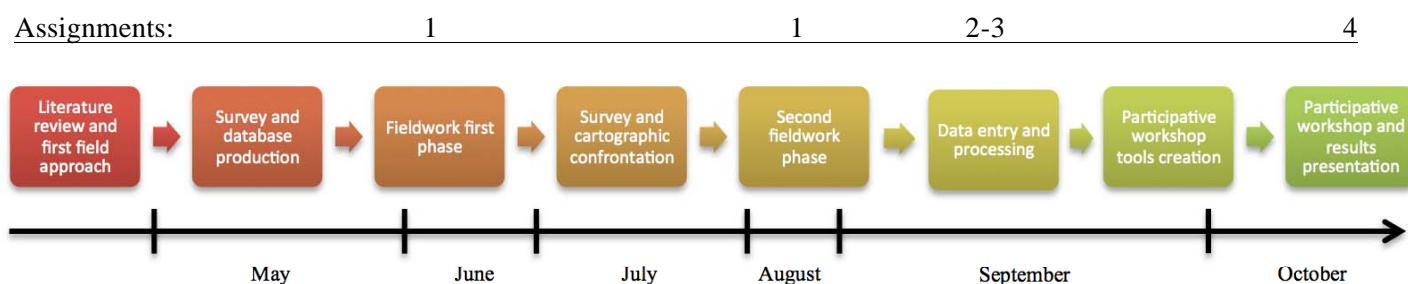 Assignments: 1 1 2-3 4
Literature
review and
first field
approach
Survey and
database
production
Fieldwork first
phase
Survey and
cartographic
confrontation
Second
fieldwork
phase
Data entry and
processing
Participative
workshop
tools creation
Participative
workshop and
results
presentation
May June July August September October